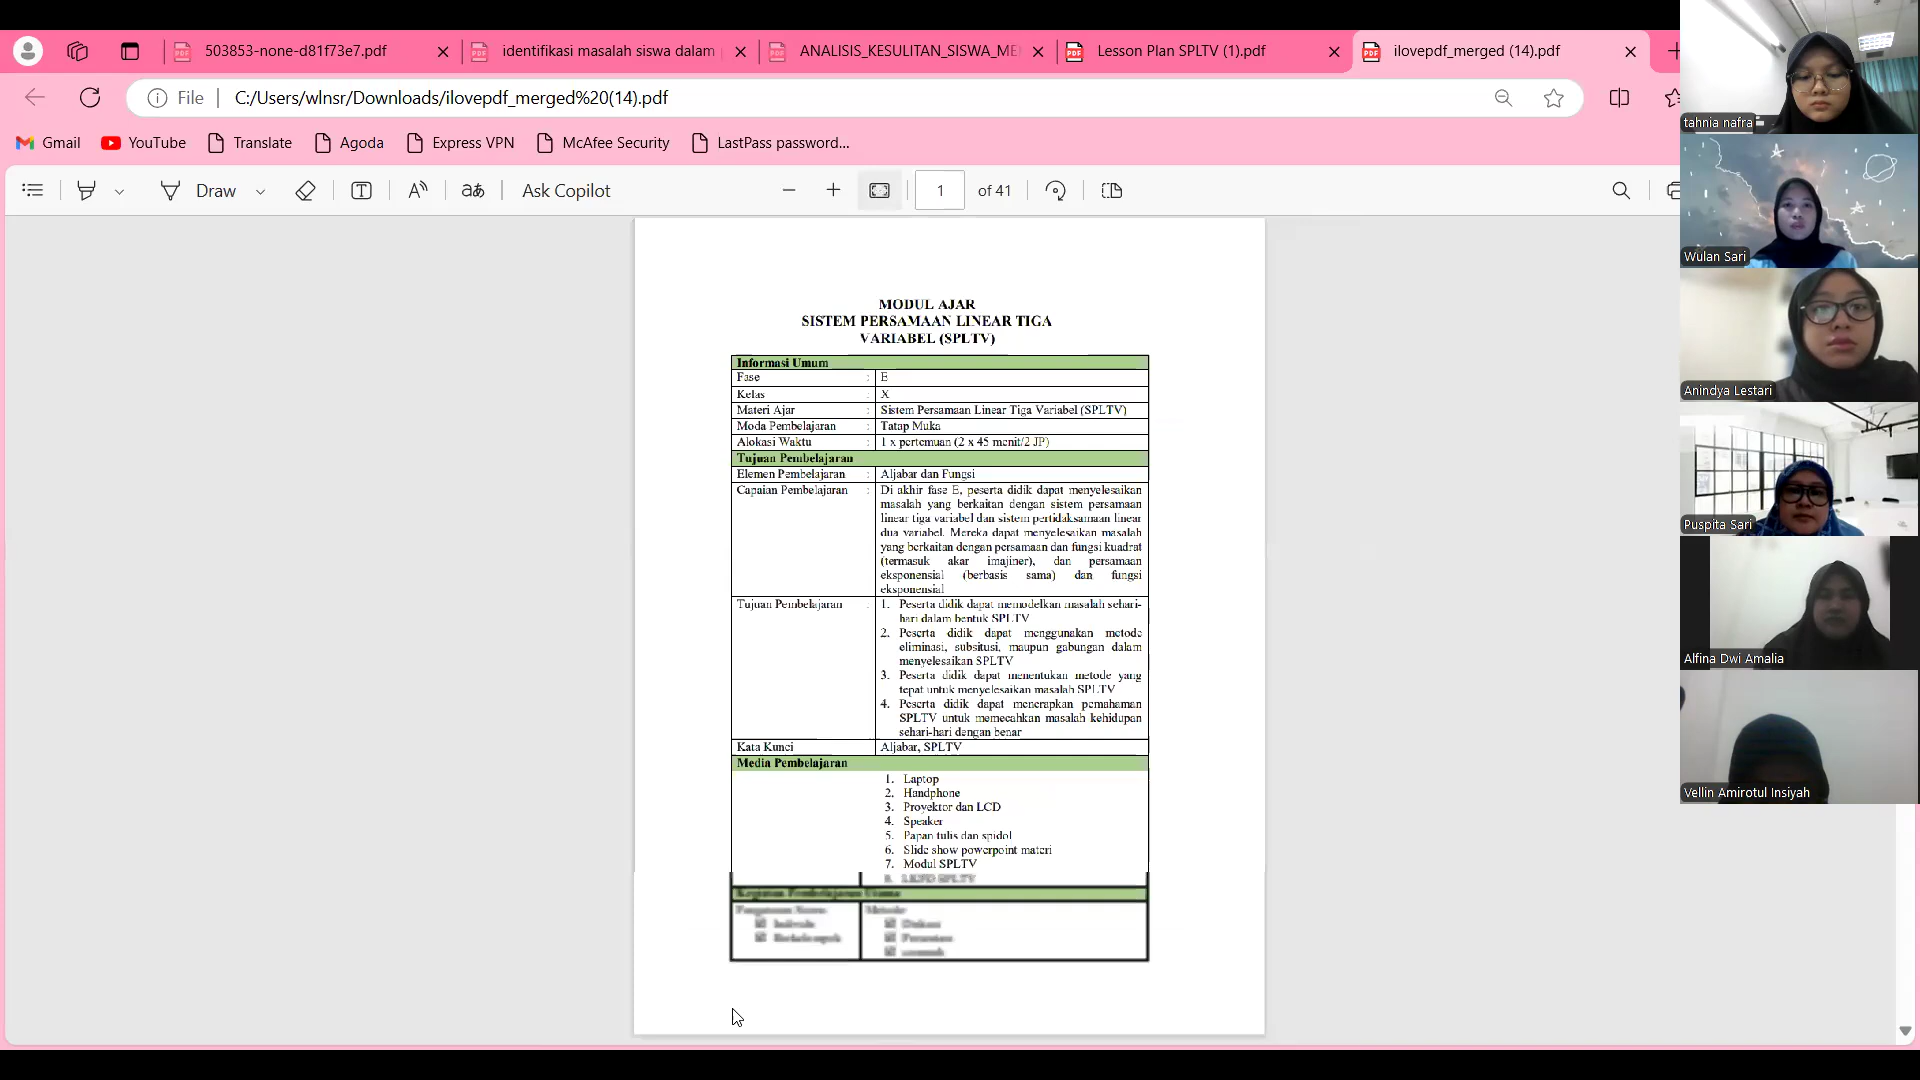 503853-none-d81f73e7.pdf
identifikasi masalah siswa dalam
ANALISIS_KESULITAN_SISWA_ME
Lesson Plan SPLTV (1).pdf
ilovepdf_merged (14).pdf
File
C:/Users/wlnsr/Downloads/ilovepdf_merged%20(14).pdf
Gmail
YouTube
Translate
Agoda
Express VPN
McAfee Security
LastPass password...
Draw
Ask Copilot
1 of 41
MODUL AJAR
SISTEM PERSAMAAN LINEAR TIGA
VARIABEL (SPLTV)
Informasi Umum
Fase : E
Kelas : X
Materi Ajar : Sistem Persamaan Linear Tiga Variabel (SPLTV)
Moda Pembelajaran : Tatap Muka
Alokasi Waktu : 1 x pertemuan (2 x 45 menit/2 JP)
Tujuan Pembelajaran
Elemen Pembelajaran : Aljabar dan Fungsi
Capaian Pembelajaran : Di akhir fase E, peserta didik dapat menyelesaikan
masalah yang berkaitan dengan sistem persamaan
linear tiga variabel dan sistem pertidaksamaan linear
dua variabel. Mereka dapat menyelesaikan masalah
yang berkaitan dengan persamaan dan fungsi kuadrat
(termasuk akar imajiner), dan persamaan
eksponensial (berbasis sama) dan fungsi
eksponensial
Tujuan Pembelajaran : 1. Peserta didik dapat memodelkan masalah sehari-
hari dalam bentuk SPLTV
2. Peserta didik dapat menggunakan metode
eliminasi, subsitusi, maupun gabungan dalam
menyelesaikan SPLTV
3. Peserta didik dapat menentukan metode yang
tepat untuk menyelesaikan masalah SPLTV
4. Peserta didik dapat menerapkan pemahaman
SPLTV untuk memecahkan masalah kehidupan
sehari-hari dengan benar
Kata Kunci : Aljabar, SPLTV
Media Pembelajaran
1. Laptop
2. Handphone
3. Proyektor dan LCD
4. Speaker
5. Papan tulis dan spidol
6. Slide show powerpoint materi
7. Modul SPLTV
tahnia nafra
Wulan Sari
Anindya Lestari
Puspita Sari
Alfina Dwi Amalia
Vellin Amirotul Insiyah